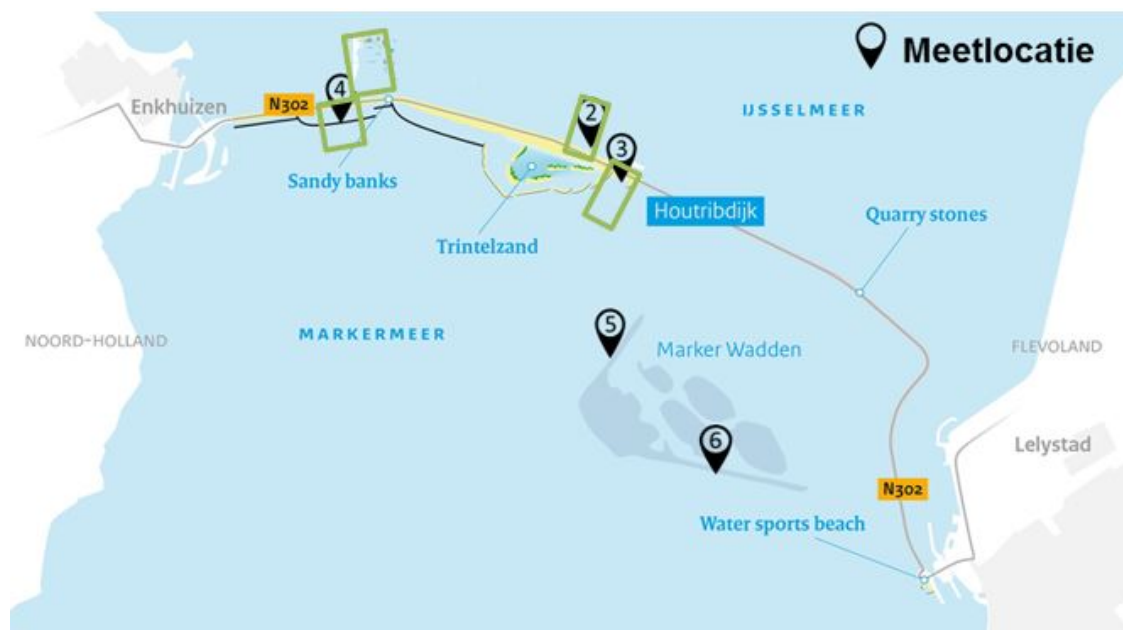 Meetlocatie
4
Enkhuizen
N302
2
IJSSELMEER
3
Sandy banks
Houtribdijk
Quarry stones
Trintelzand
5
MARKERMEER
NOORD-HOLLAND
Marker Wadden
FLEVOLAND
6
Lelystad
N302
Water sports beach